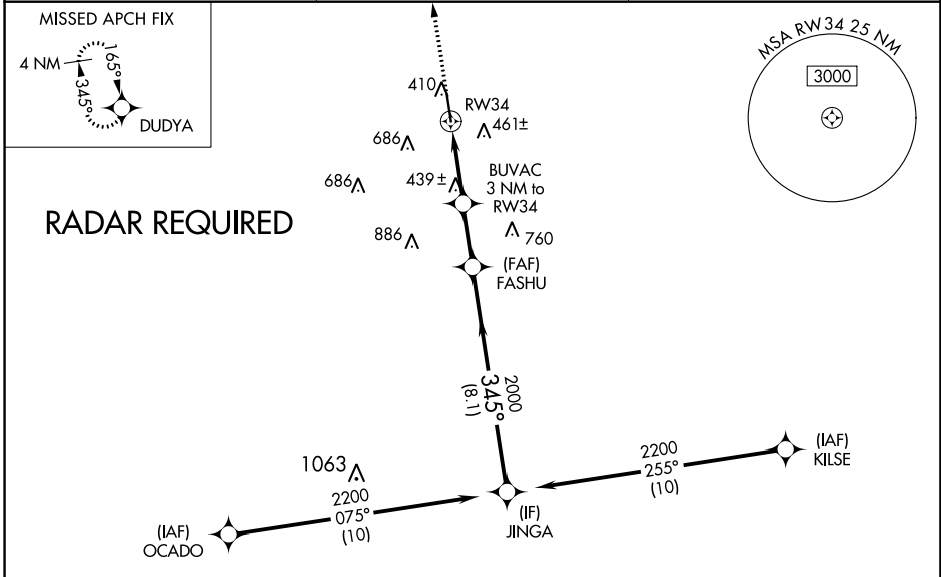 MISSED APCH FIX
4 NM
165°
345°
DUDYA
MSA RW34 25 NM
3000
410
RW34
461±
686
BUVAC
3 NM to
RW34
686
439±
RADAR REQUIRED
886
760
(FAF)
FASHU
2000
345°
(8.1)
(IAF)
KILSE
2200
255°
(10)
1063
2200
075°
(10)
(IF)
JINGA
(IAF)
OCADO